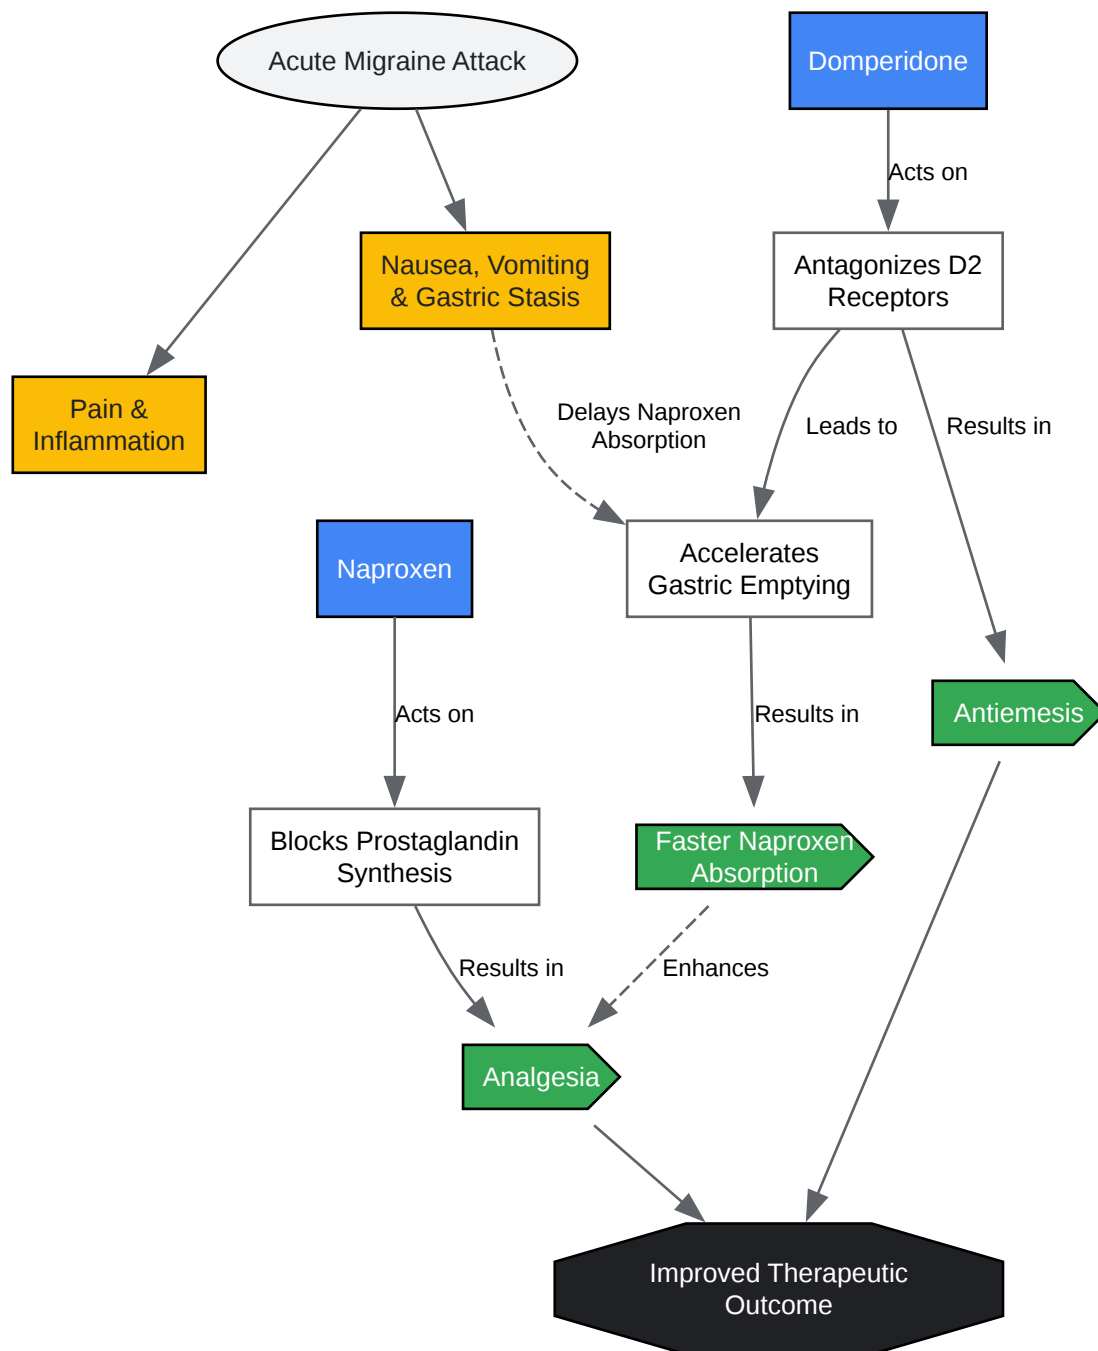 Acute Migraine Attack
Domperidone
Acts on
Nausea, Vomiting
& Gastric Stasis
Antagonizes D2
Receptors
Pain &
Inflammation
Delays Naproxen
Absorption
Leads to
Results in
Naproxen
Accelerates
Gastric Emptying
Acts on
Results in
Antiemesis
Blocks Prostaglandin
Synthesis
Faster Naproxen
Absorption
Results in
Enhances
Analgesia
Improved Therapeutic
Outcome